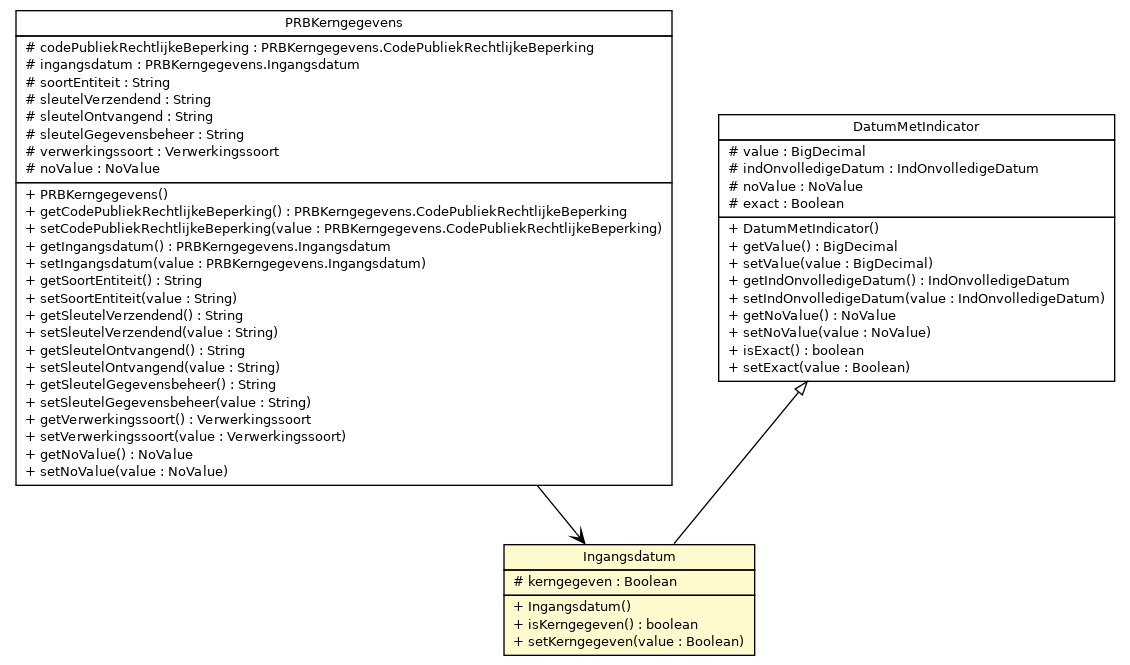 PRBKerngegevens
# codePubliekRechtlijkeBeperking : PRBKerngegevens.CodePubliekRechtlijkeBeperking
# ingangsdatum : PRBKerngegevens.Ingangsdatum
# soortEntiteit : String
# sleutelVerzendend : String
# sleutelOntvangend : String
# sleutelGegevensbeheer : String
# verwerkingssoort : Verwerkingssoort
# noValue : NoValue
+ PRBKerngegevens()
+ getCodePubliekRechtlijkeBeperking() : PRBKerngegevens.CodePubliekRechtlijkeBeperking
+ setCodePubliekRechtlijkeBeperking(value : PRBKerngegevens.CodePubliekRechtlijkeBeperking)
+ getIngangsdatum() : PRBKerngegevens.Ingangsdatum
+ setIngangsdatum(value : PRBKerngegevens.Ingangsdatum)
+ getSoortEntiteit() : String
+ setSoortEntiteit(value : String)
+ getSleutelVerzendend() : String
+ setSleutelVerzendend(value : String)
+ getSleutelOntvangend() : String
+ setSleutelOntvangend(value : String)
+ getSleutelGegevensbeheer() : String
+ setSleutelGegevensbeheer(value : String)
+ getVerwerkingssoort() : Verwerkingssoort
+ setVerwerkingssoort(value : Verwerkingssoort)
+ getNoValue() : NoValue
+ setNoValue(value : NoValue)
DatumMetIndicator
# value : BigDecimal
# indOnvolledigeDatum : IndOnvolledigeDatum
# noValue : NoValue
# exact : Boolean
+ DatumMetIndicator()
+ getValue() : BigDecimal
+ setValue(value : BigDecimal)
+ getIndOnvolledigeDatum() : IndOnvolledigeDatum
+ setIndOnvolledigeDatum(value : IndOnvolledigeDatum)
+ getNoValue() : NoValue
+ setNoValue(value : NoValue)
+ isExact() : boolean
+ setExact(value : Boolean)
Ingangsdatum
# kerngegeven : Boolean
+ Ingangsdatum()
+ isKerngegeven() : boolean
+ setKerngegeven(value : Boolean)